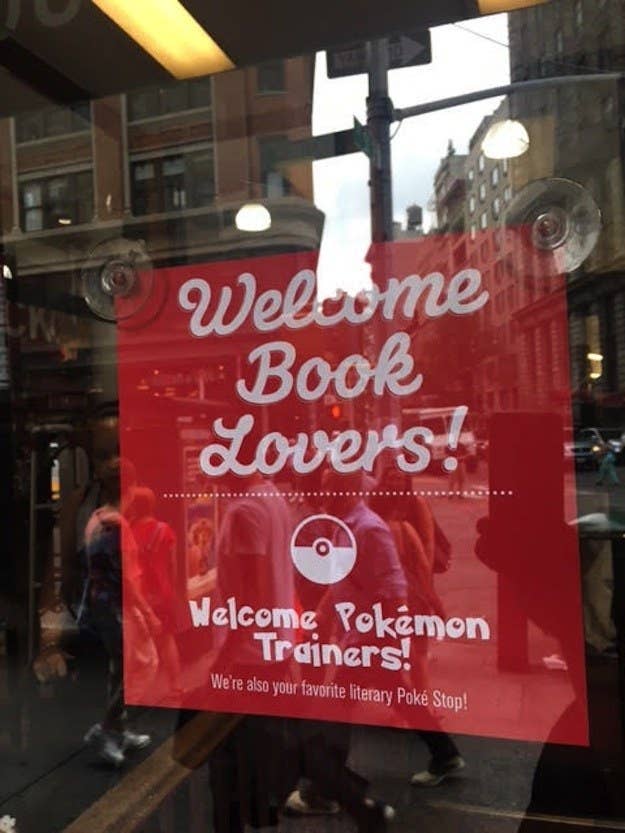 Welcome
Book
Lovers!
Welcome Pokémon
Trainers!
We're also your favorite literary Poké Stop!